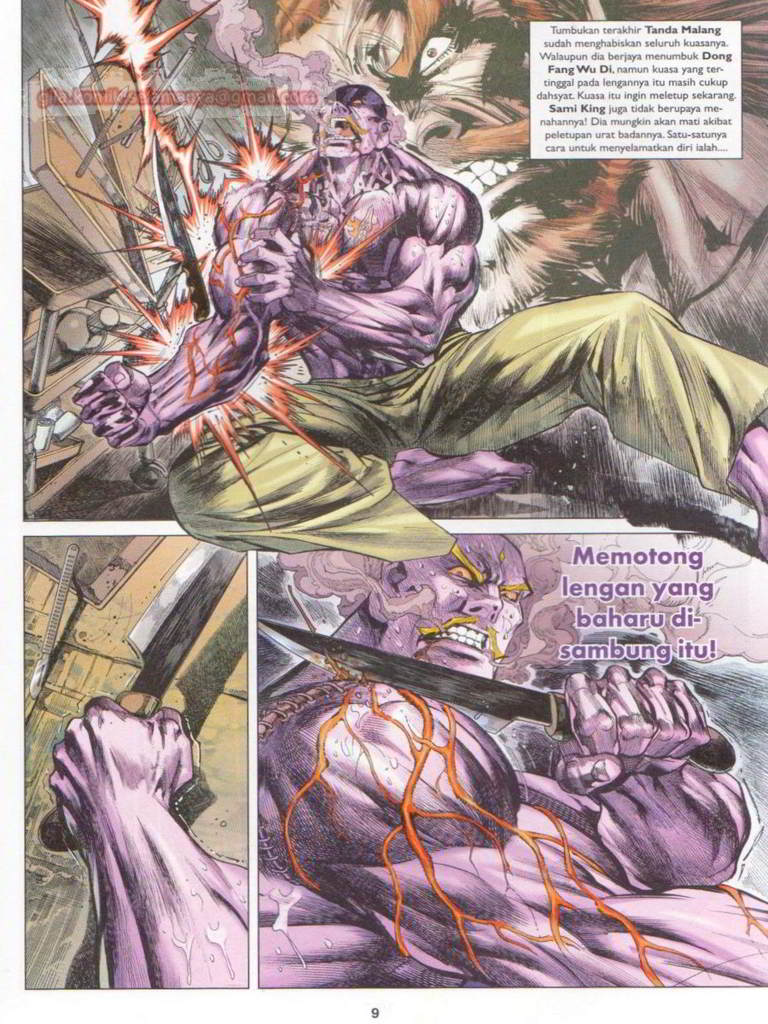 Tumbukan terakhir Tanda Malang
sudah menghabiskan seluruh kuasanya.
Walaupun dia berjaya menumbuk Dong
Fang Wu Di, namun kuasa yang ter-
tinggal pada lengannya itu masih cukup
dahsyat. Kuasa itu ingin meletup sekarang.
Sami King juga tidak berupaya me-
nahannya! Dia mungkin akan mati akibat
peletupan urat badannya. Satu-satunya
cara untuk menyelamatkan diri ialah....
Memotong
lengan yang
baharu di-
sambung itu!
9